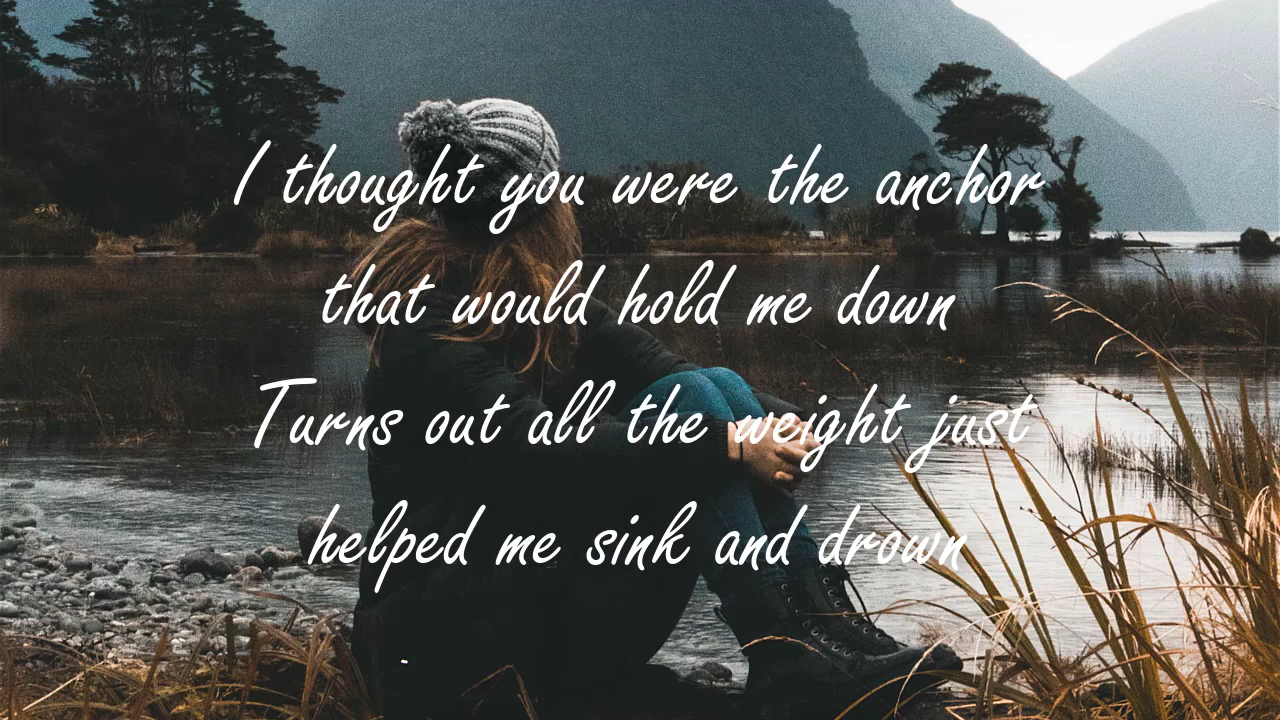 I thought you were the anchor
that would hold me down
Turns out all the weight just
helped me sink and drown